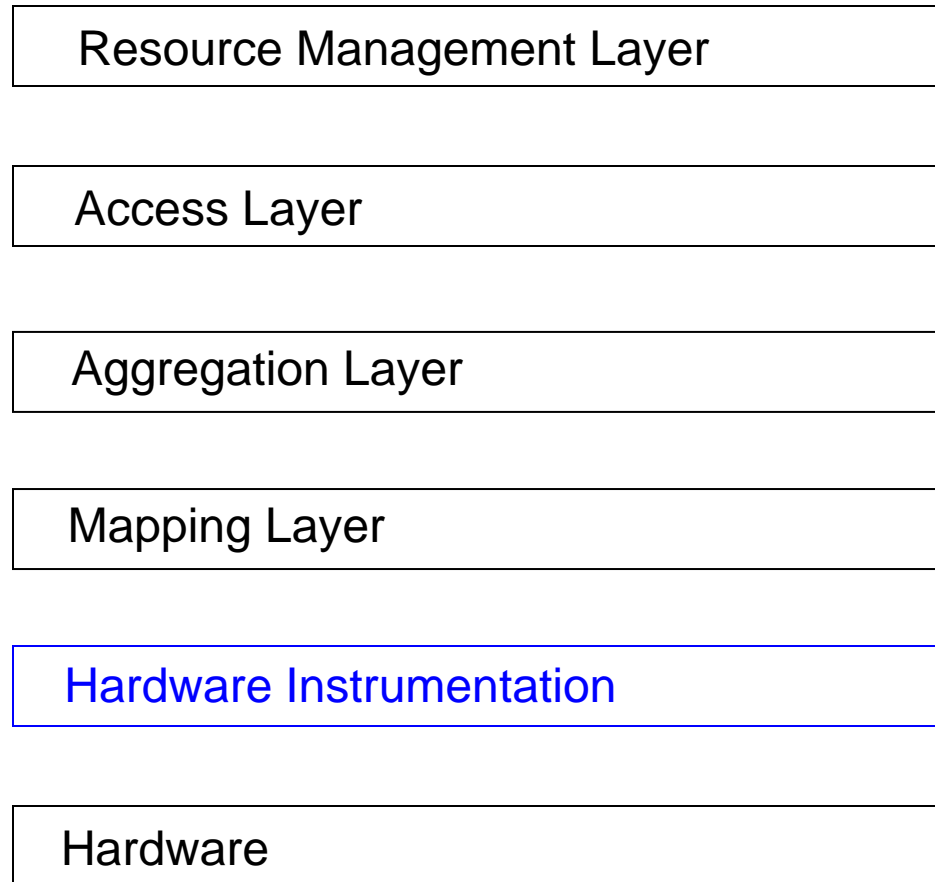 Resource Management Layer
Access Layer
Aggregation Layer
Mapping Layer
Hardware Instrumentation
Hardware